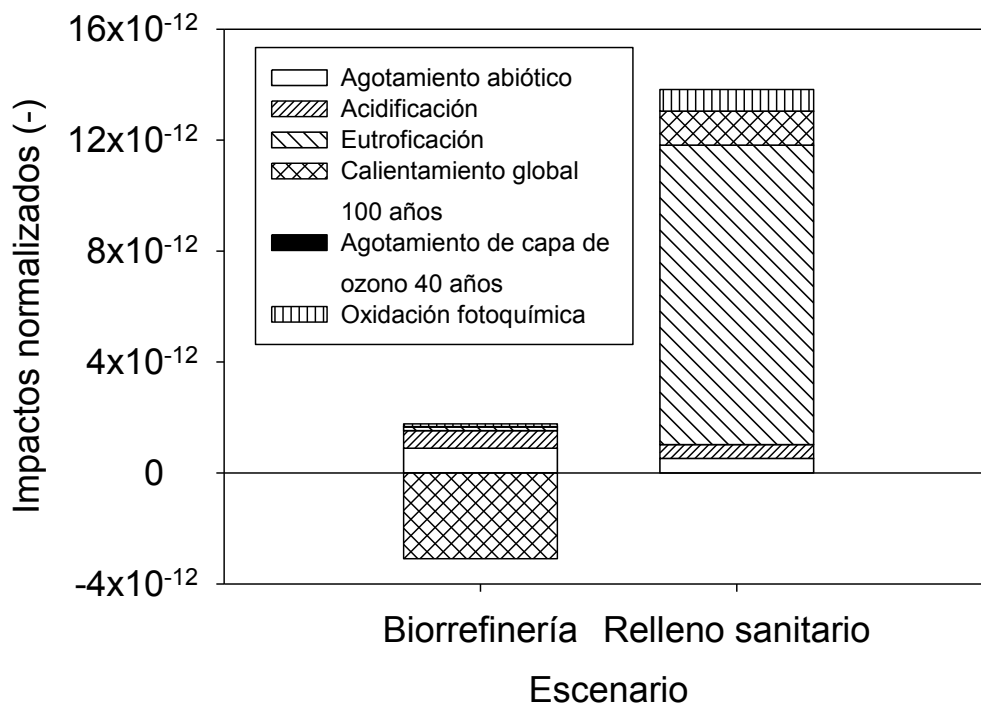 16x10-12
12x10-12
8x10-12
4x10-12
0
-4x10-12
Impactos normalizados (-)
Agotamiento abiótico
Acidificación
Eutroficación
Calientamiento global
100 años
Agotamiento de capa de
ozono 40 años
Oxidación fotoquímica
Biorrefinería Relleno sanitario
Escenario